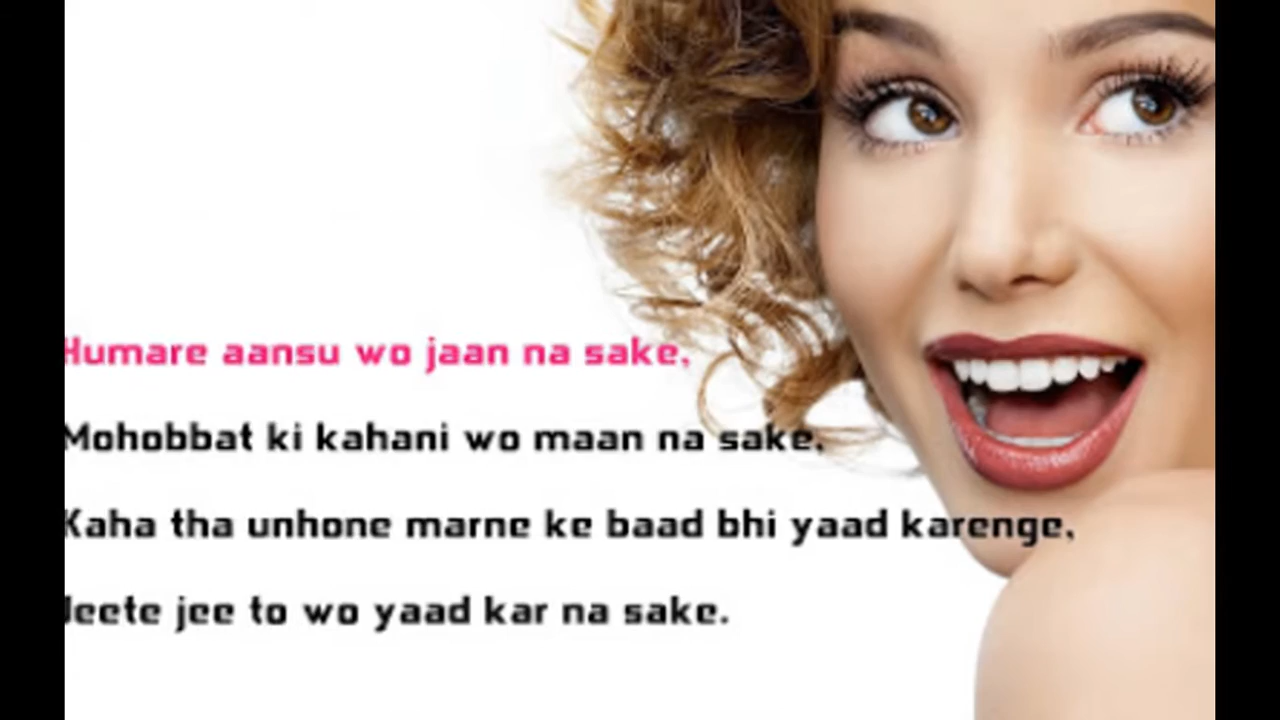 Humare aansu wo jaan na sake,
Mohobbat ki kahani wo maan na sake,
Kaha tha unhone marne ke baad bhi yaad karenge,
Jeete jee to wo yaad kar na sake.